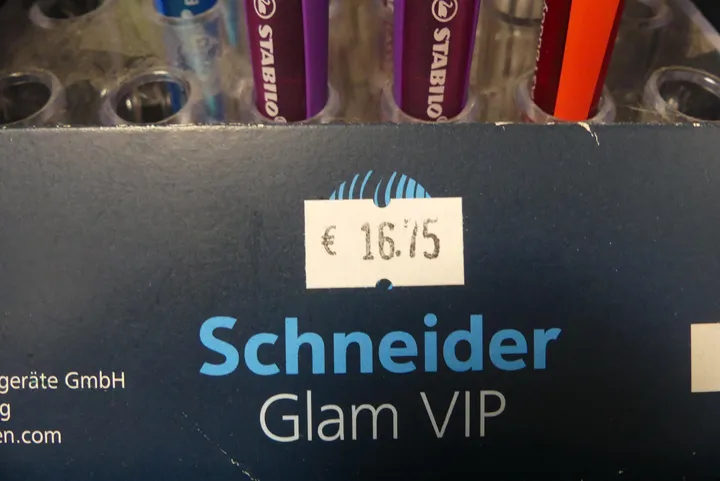 STABILO
STABILO
€ 16.75
Schneider
Glam VIP
geräte GmbH
g
en.com